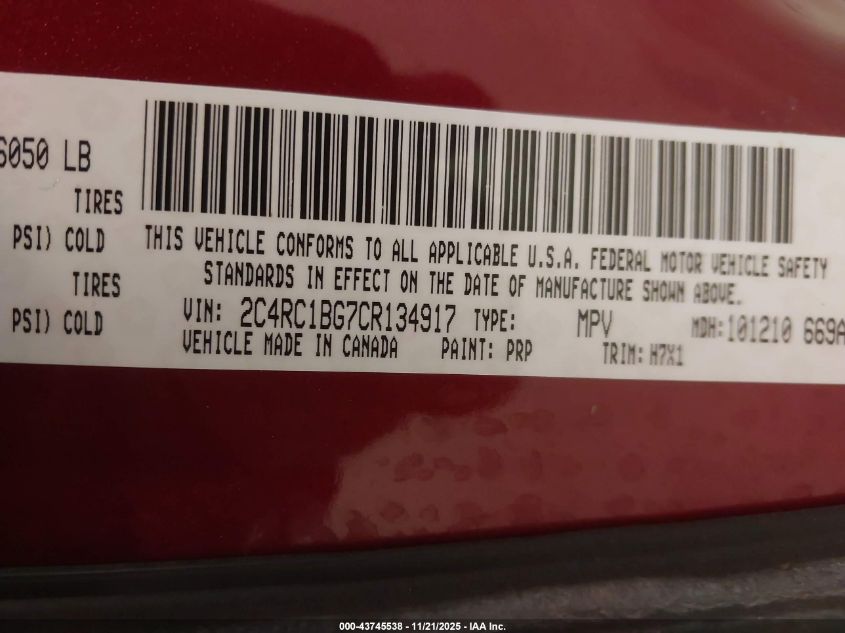 6050 LB
TIRES
PSI) COLD
TIRES
PSI) COLD
THIS VEHICLE CONFORMS TO ALL APPLICABLE U.S.A. FEDERAL MOTOR VEHICLE SAFETY
STANDARDS IN EFFECT ON THE DATE OF MANUFACTURE SHOWN ABOVE.
VIN: 2C4RC1BG7CR134917 TYPE: MPV MDH:101210 669A
VEHICLE MADE IN CANADA PAINT: PRP TRIM: H7X1
000-43745538 - 11/21/2025 - IAA Inc.